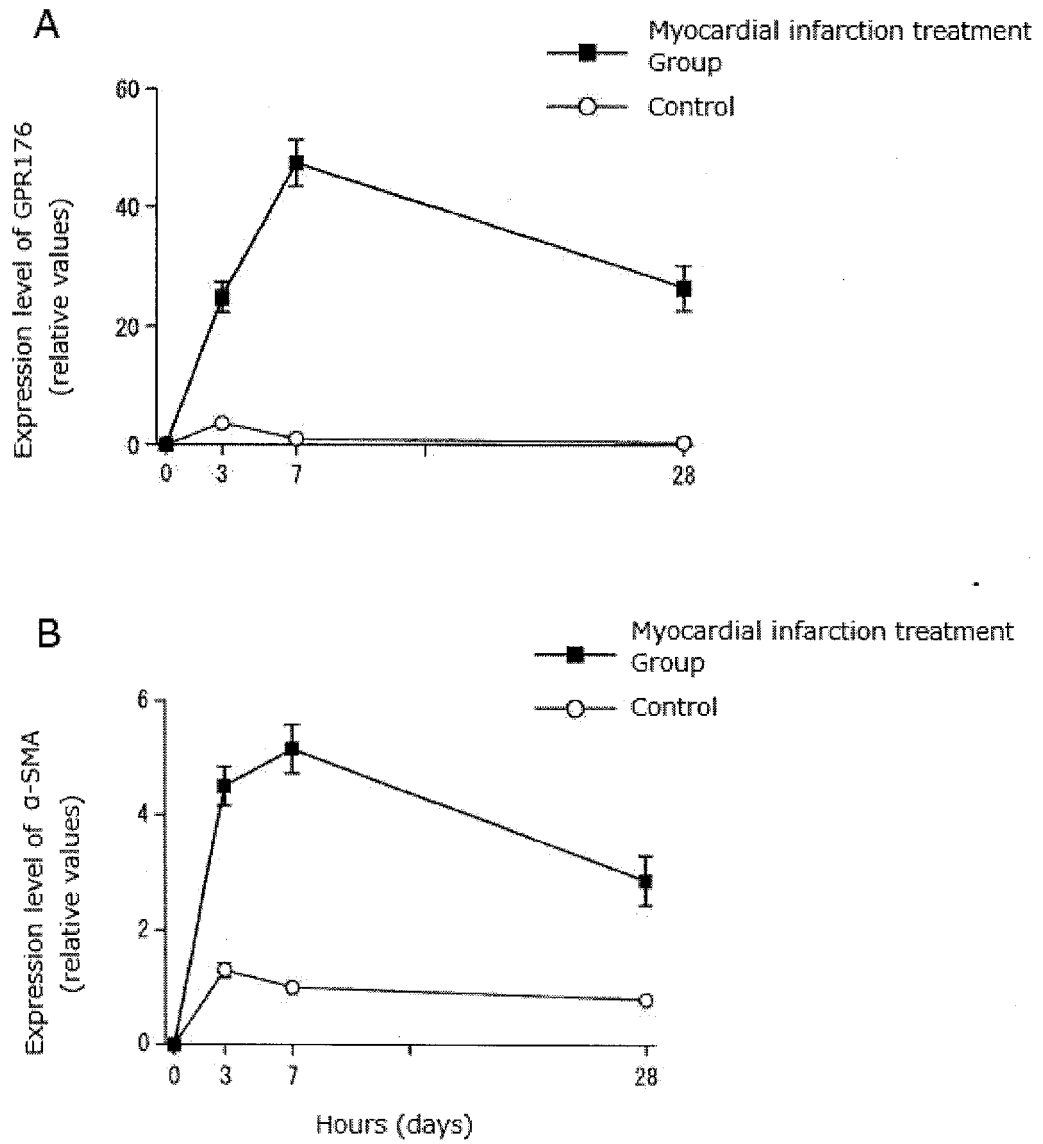 A
Myocardial infarction treatment
Group
Control
Expression level of GPR176
(relative values)
60
40
20
0
0 3 7 28
B
Myocardial infarction treatment
Group
Control
Expression level of α-SMA
(relative values)
6
4
2
0
0 3 7 28
Hours (days)